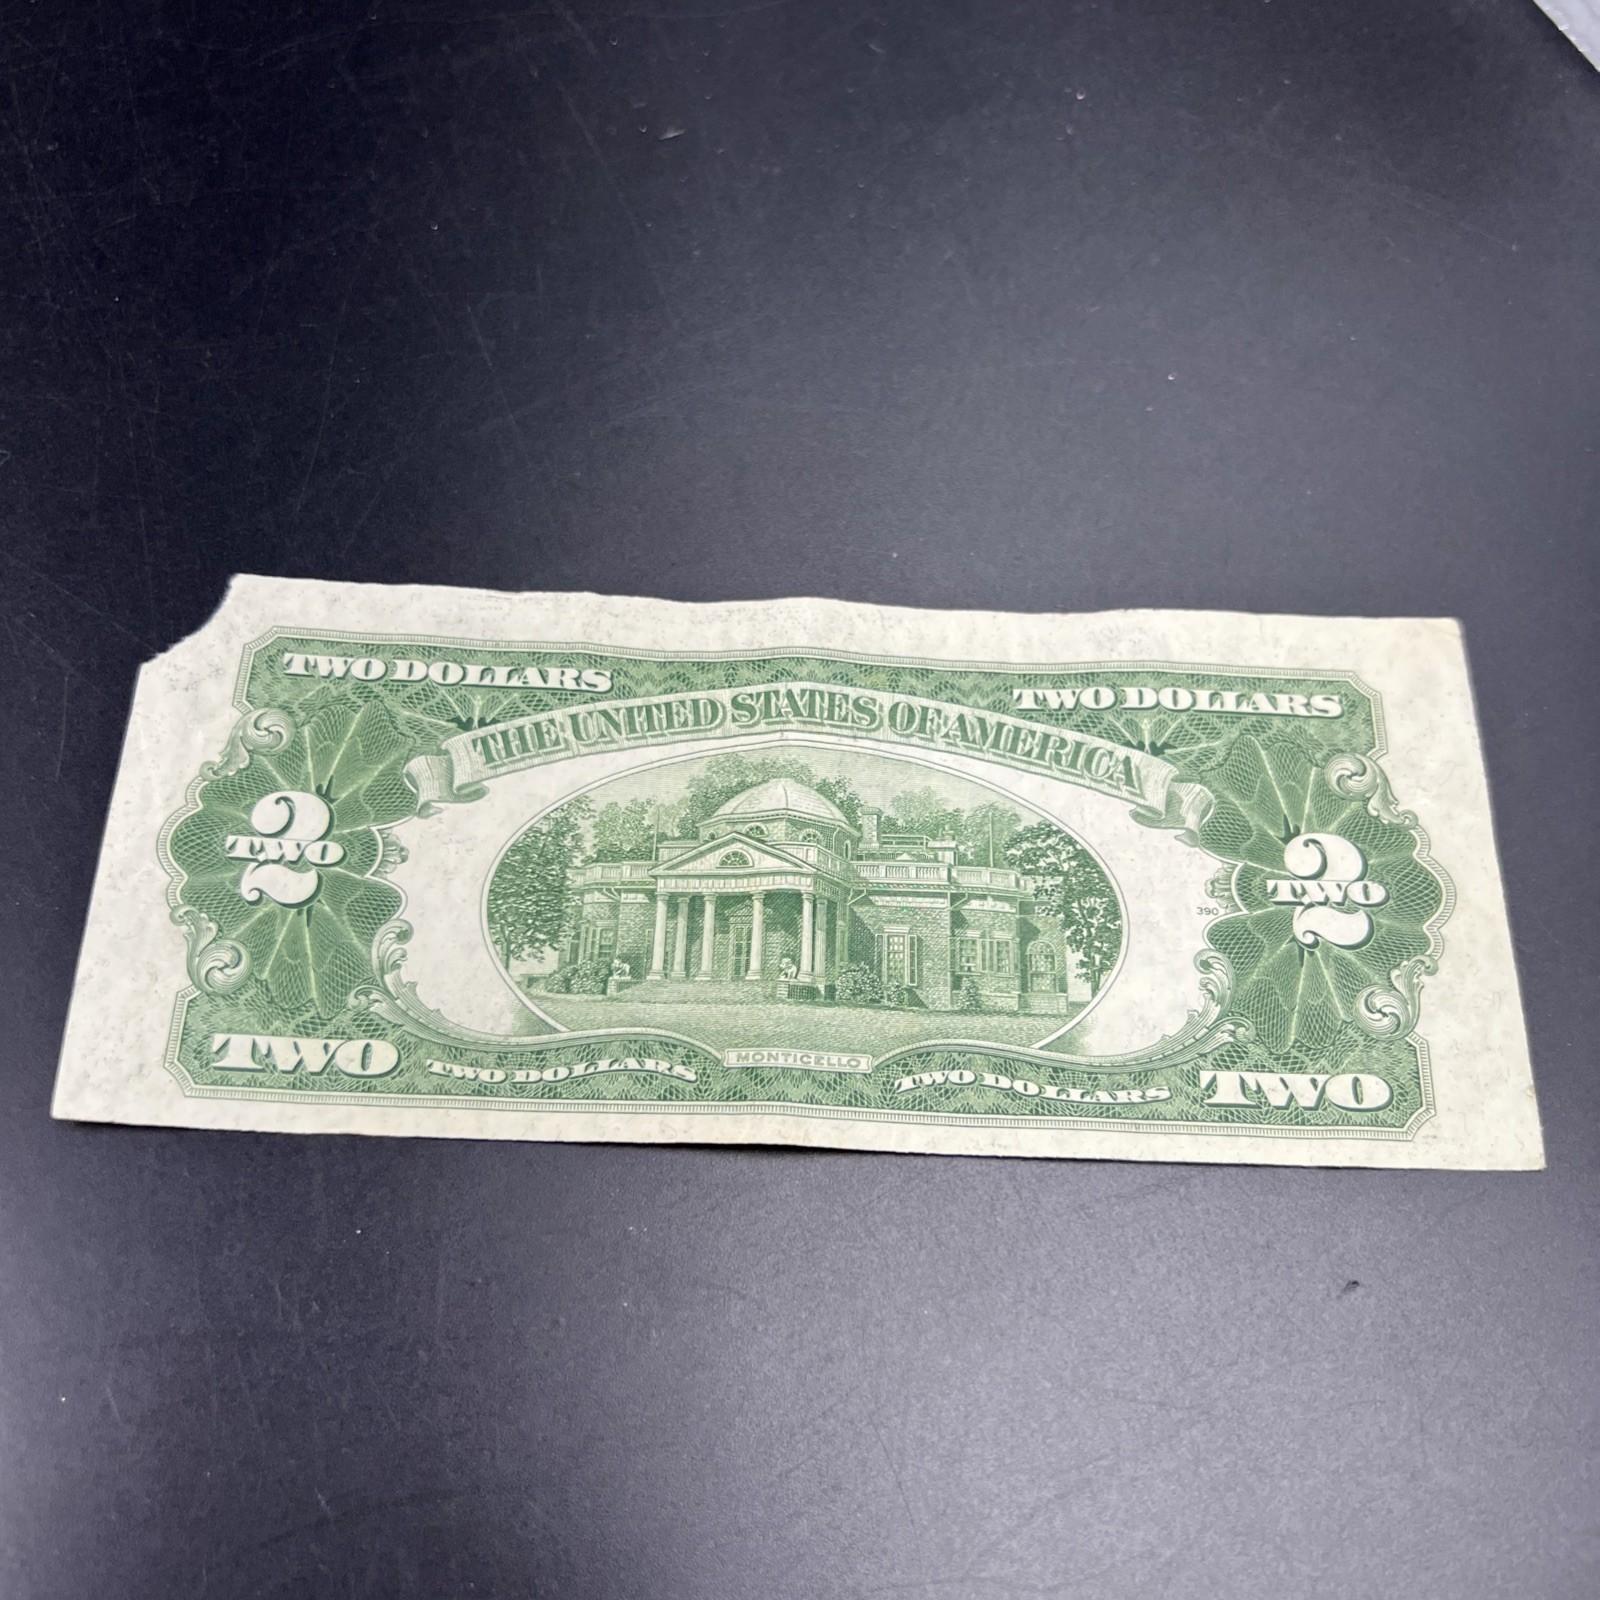 TWO DOLLARS
TWO DOLLARS
THE UNITED STATES OF AMERICA
2
TWO
2
TWO
390
TWO
TWO DOLLARS
MONTICELLO
TWO DOLLARS
TWO